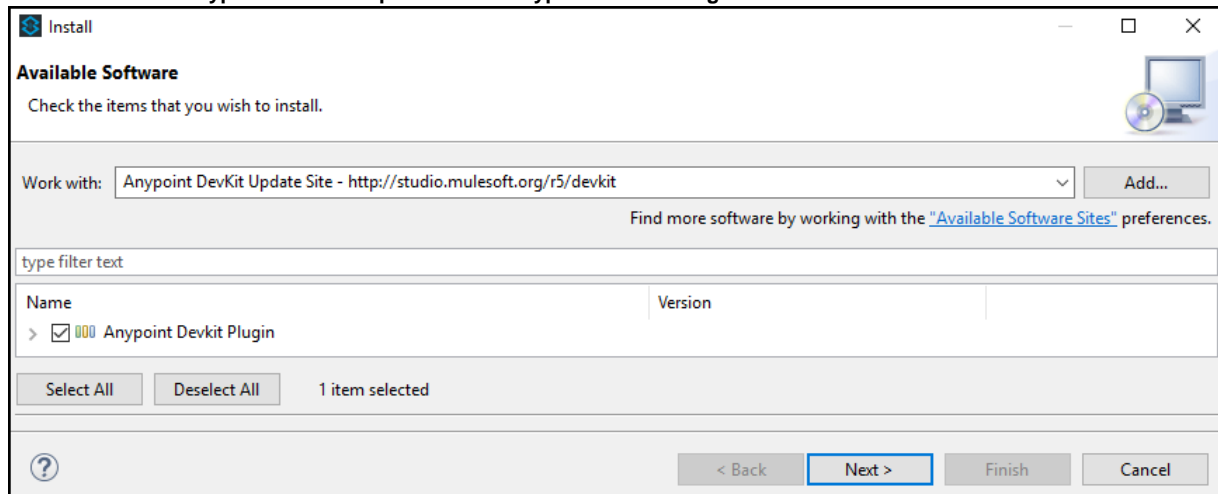 Install
Available Software
Check the items that you wish to install.
Work with: Anypoint DevKit Update Site - http://studio.mulesoft.org/r5/devkit Add...
Find more software by working with the "Available Software Sites" preferences.
type filter text
Name Version
Anypoint Devkit Plugin
Select All Deselect All 1 item selected
? < Back Next > Finish Cancel